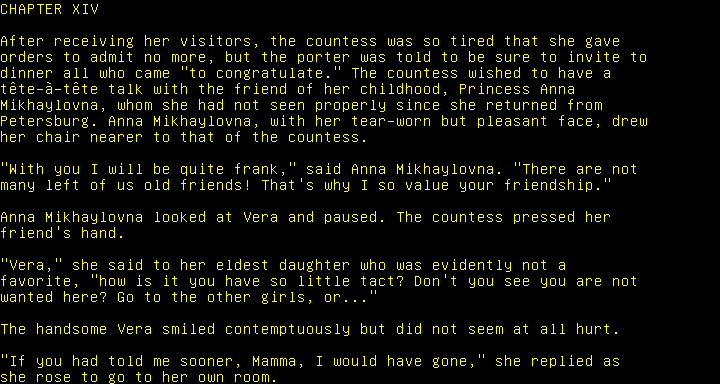 CHAPTER XIV

After receiving her visitors, the countess was so tired that she gave
orders to admit no more, but the porter was told to be sure to invite to
dinner all who came "to congratulate." The countess wished to have a
tête-à-tête talk with the friend of her childhood, Princess Anna
Mikhaylovna, whom she had not seen properly since she returned from
Petersburg. Anna Mikhaylovna, with her tear-worn but pleasant face, drew
her chair nearer to that of the countess.

"With you I will be quite frank," said Anna Mikhaylovna. "There are not
many left of us old friends! That's why I so value your friendship."

Anna Mikhaylovna looked at Vera and paused. The countess pressed her
friend's hand.

"Vera," she said to her eldest daughter who was evidently not a
favorite, "how is it you have so little tact? Don't you see you are not
wanted here? Go to the other girls, or..."

The handsome Vera smiled contemptuously but did not seem at all hurt.

"If you had told me sooner, Mamma, I would have gone," she replied as
she rose to go to her own room.